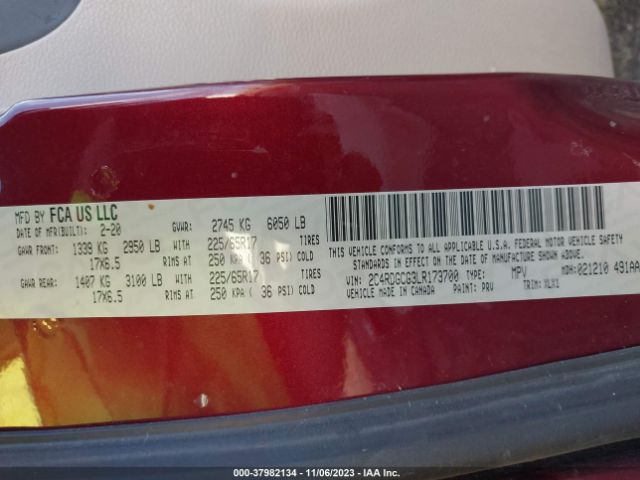 MFD BY FCA US LLC
DATE OF MFR(BUILT): 2-20 GVWR: 2745 KG 6050 LB
GAWR FRONT: 1339 KG 2950 LB WITH 225/65R17 TIRES
17X6.5 RIMS AT 250 KPA ( 36 PSI) COLD
GAWR REAR: 1407 KG 3100 LB WITH 225/65R17 TIRES
17X6.5 RIMS AT 250 KPA ( 36 PSI) COLD
THIS VEHICLE CONFORMS TO ALL APPLICABLE U.S.A. FEDERAL MOTOR VEHICLE SAFETY
STANDARDS IN EFFECT ON THE DATE OF MANUFACTURE SHOWN ABOVE.
VIN: 2C4RDGCG3LR173700 TYPE: MPV MDH: 021210 491AA
VEHICLE MADE IN CANADA PAINT: PRV TRIM: XLX1
000-37982134 - 11/06/2023 - IAA Inc.